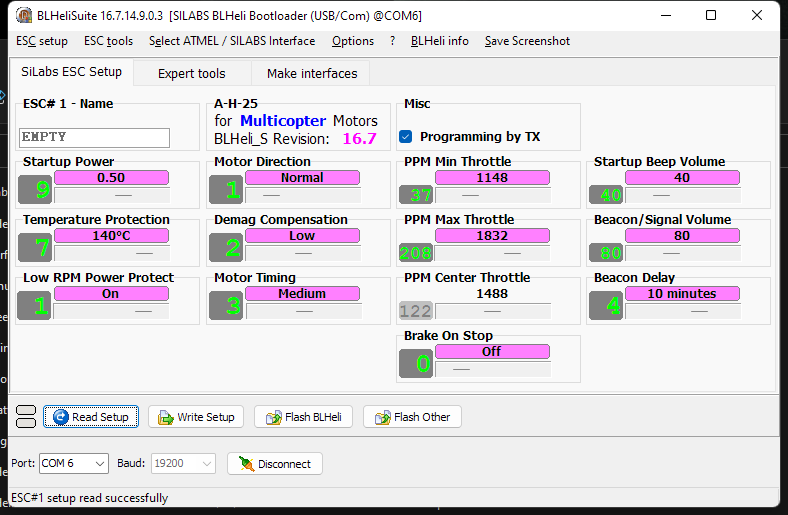 BLHeliSuite 16.7.14.9.0.3 [SILABS BLHeli Bootloader (USB/Com) @COM6]
ESC setup ESC tools Select ATMEL / SILABS Interface Options ? BLHeli info Save Screenshot
SiLabs ESC Setup Expert tools Make interfaces
ESC# 1 - Name
EMPTY
A-H-25
for Multicopter Motors
BLHeli_S Revision: 16.7
Misc
Programming by TX
Startup Power
0.50
9
Motor Direction
Normal
1
PPM Min Throttle
1148
37
Startup Beep Volume
40
40
Temperature Protection
140°C
7
Demag Compensation
Low
2
PPM Max Throttle
1832
208
Beacon/Signal Volume
80
80
Low RPM Power Protect
On
1
Motor Timing
Medium
3
PPM Center Throttle
1488
122
Beacon Delay
10 minutes
4
Brake On Stop
Off
0
Read Setup Write Setup Flash BLHeli Flash Other
Port: COM 6 Baud: 19200 Disconnect
ESC#1 setup read successfully